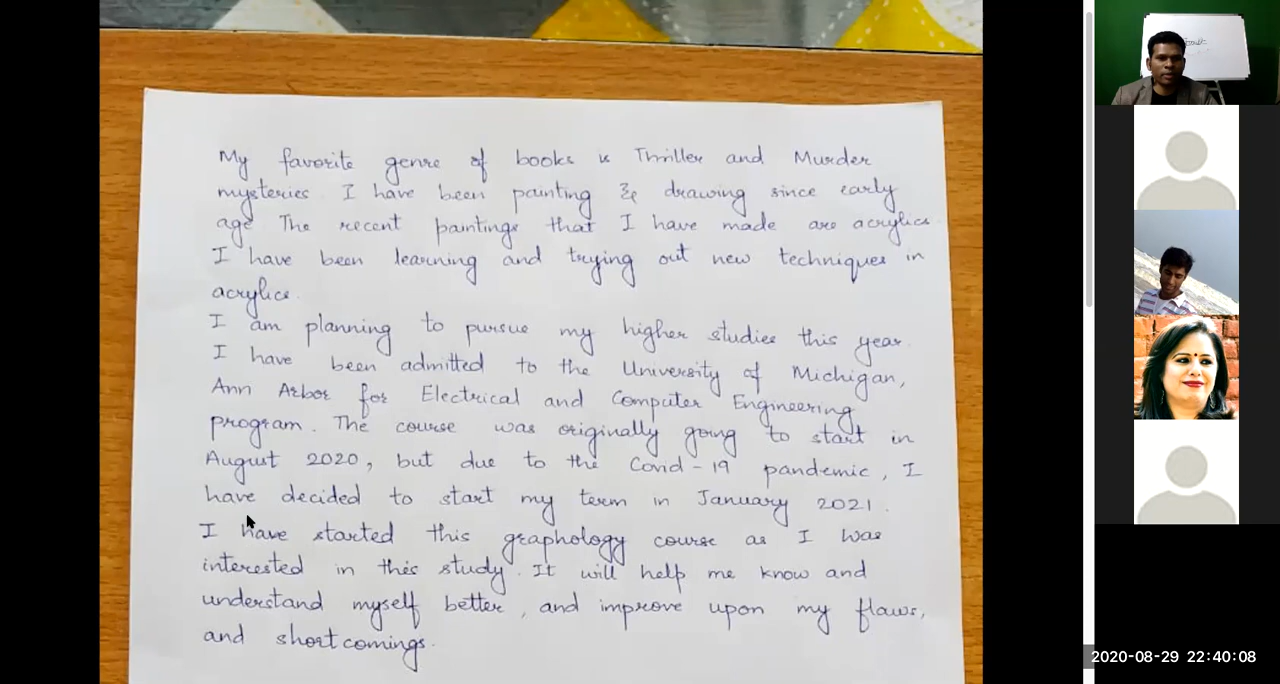 My favorite genre of books is Thriller and Murder
mysteries. I have been painting & drawing since early
age. The recent paintings that I have made are acrylics
I have been learning and trying out new techniques in
acrylics.
I am planning to pursue my higher studies this year.
I have been admitted to the University of Michigan,
Ann Arbor for Electrical and Computer Engineering
program. The course was originally going to start in
August 2020, but due to the Covid-19 pandemic, I
have decided to start my term in January 2021.
I have started this graphology course as I was
interested in this study. It will help me know and
understand myself better, and improve upon my flaws,
and shortcomings.
2020-08-29 22:40:08